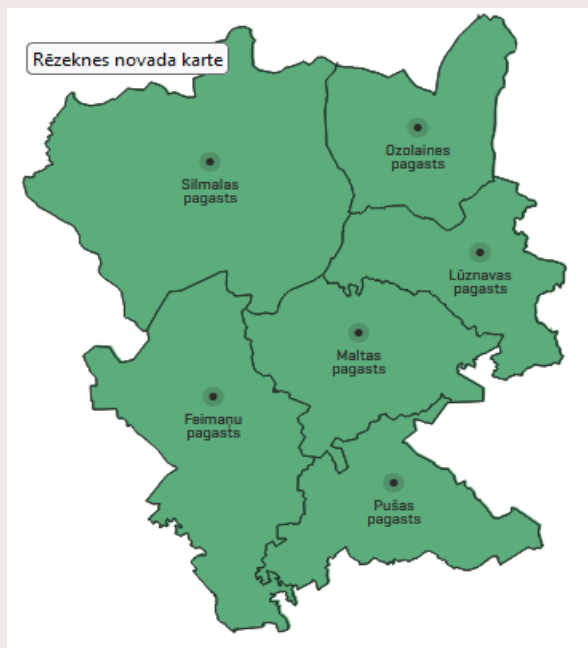 Rēzeknes novada karte
Ozolaines
pagasts
Silmalas
pagasts
Lūznavas
pagasts
Maltas
pagasts
Feimaņu
pagasts
Pušas
pagasts